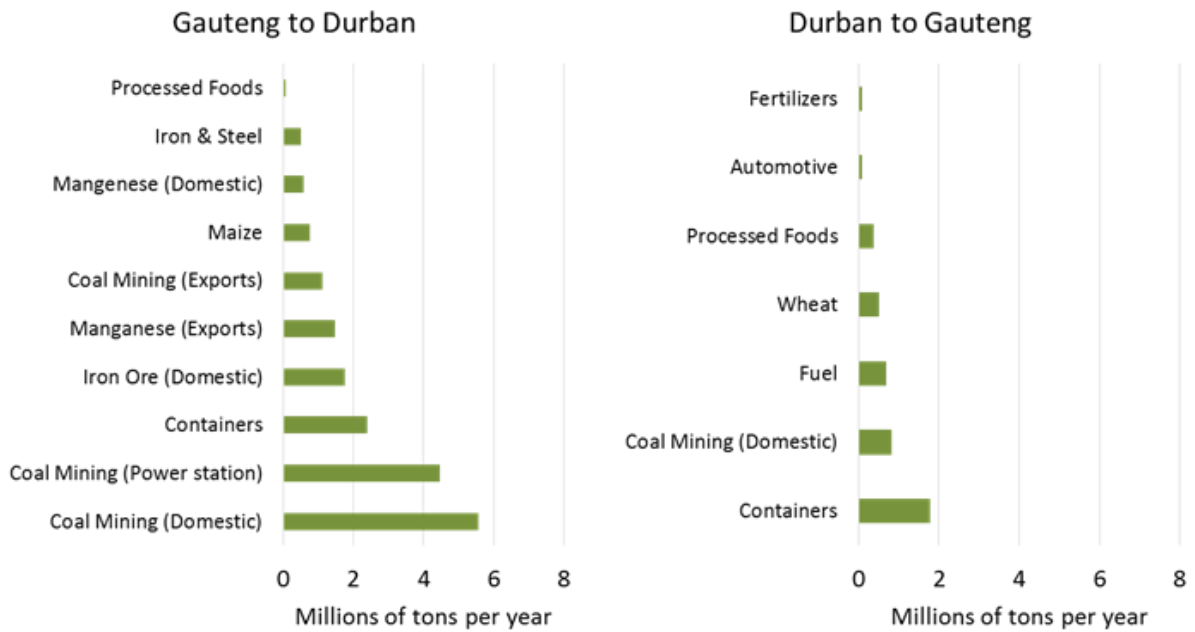 Gauteng to Durban
Processed Foods
Iron & Steel
Mangenese (Domestic)
Maize
Coal Mining (Exports)
Manganese (Exports)
Iron Ore (Domestic)
Containers
Coal Mining (Power station)
Coal Mining (Domestic)
0 2 4 6 8
Millions of tons per year
Durban to Gauteng
Fertilizers
Automotive
Processed Foods
Wheat
Fuel
Coal Mining (Domestic)
Containers
0 2 4 6 8
Millions of tons per year